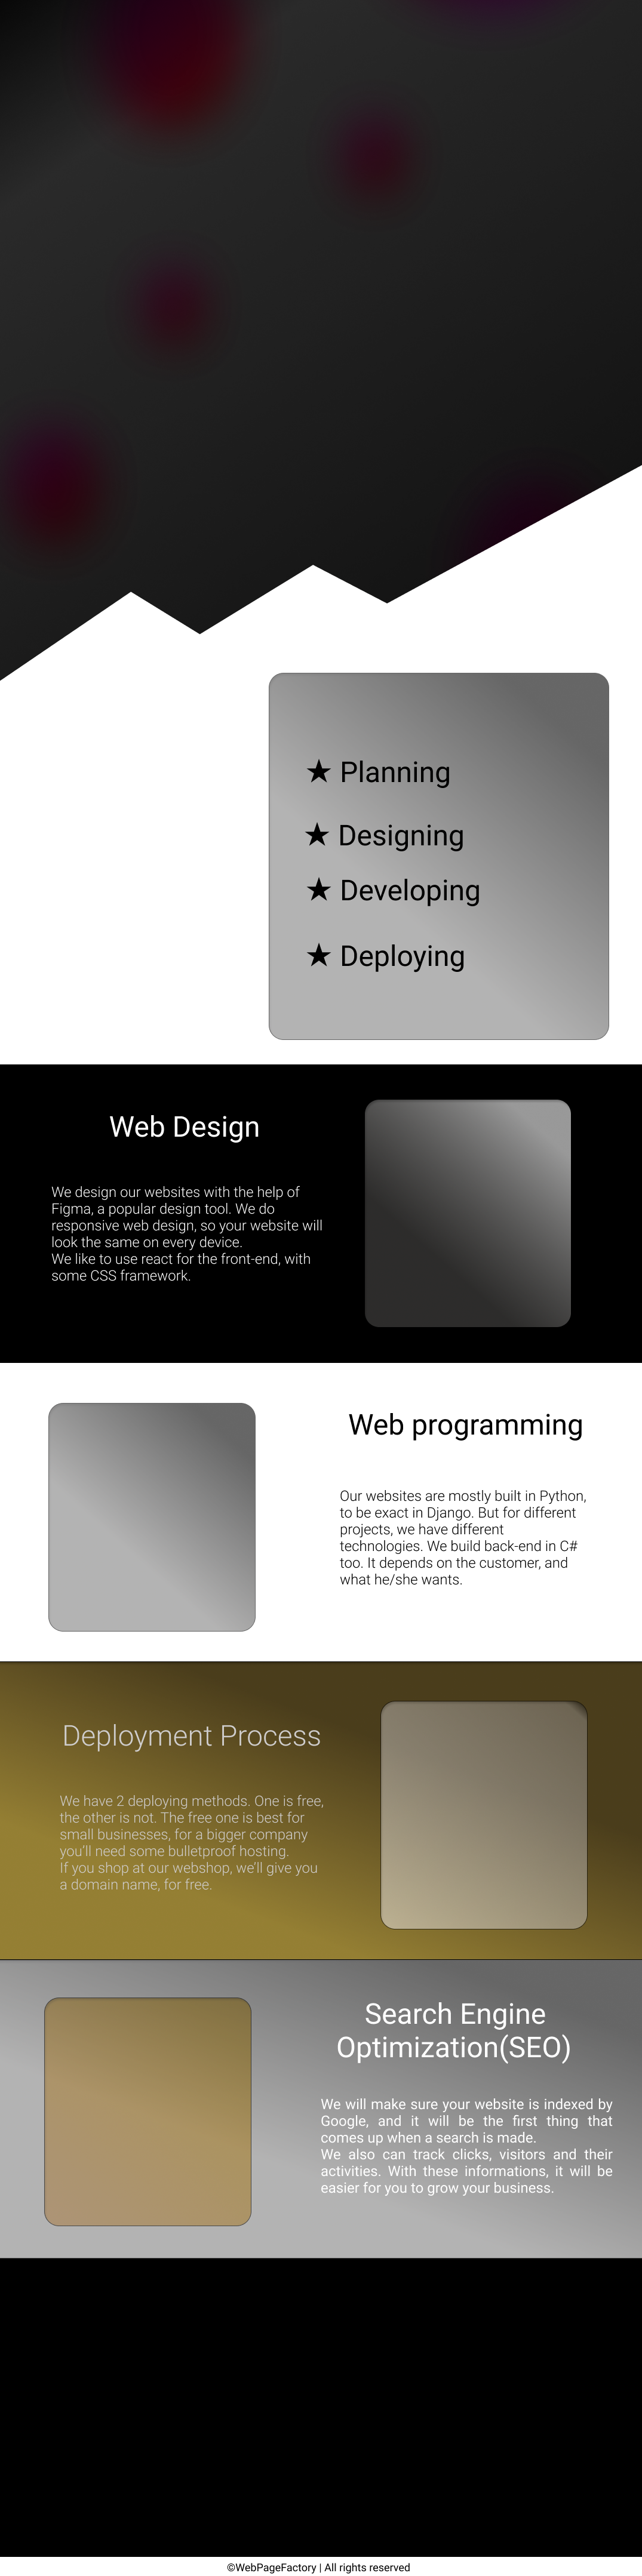 ★ Planning
★ Designing
★ Developing
★ Deploying
Web Design
We design our websites with the help of
Figma, a popular design tool. We do
responsive web design, so your website will
look the same on every device.
We like to use react for the front-end, with
some CSS framework.
Web programming
Our websites are mostly built in Python,
to be exact in Django. But for different
projects, we have different
technologies. We build back-end in C#
too. It depends on the customer, and
what he/she wants.
Deployment Process
We have 2 deploying methods. One is free,
the other is not. The free one is best for
small businesses, for a bigger company
you'll need some bulletproof hosting.
If you shop at our webshop, we'll give you
a domain name, for free.
Search Engine
Optimization(SEO)
We will make sure your website is indexed by
Google, and it will be the first thing that
comes up when a search is made.
We also can track clicks, visitors and their
activities. With these informations, it will be
easier for you to grow your business.
©WebPageFactory | All rights reserved